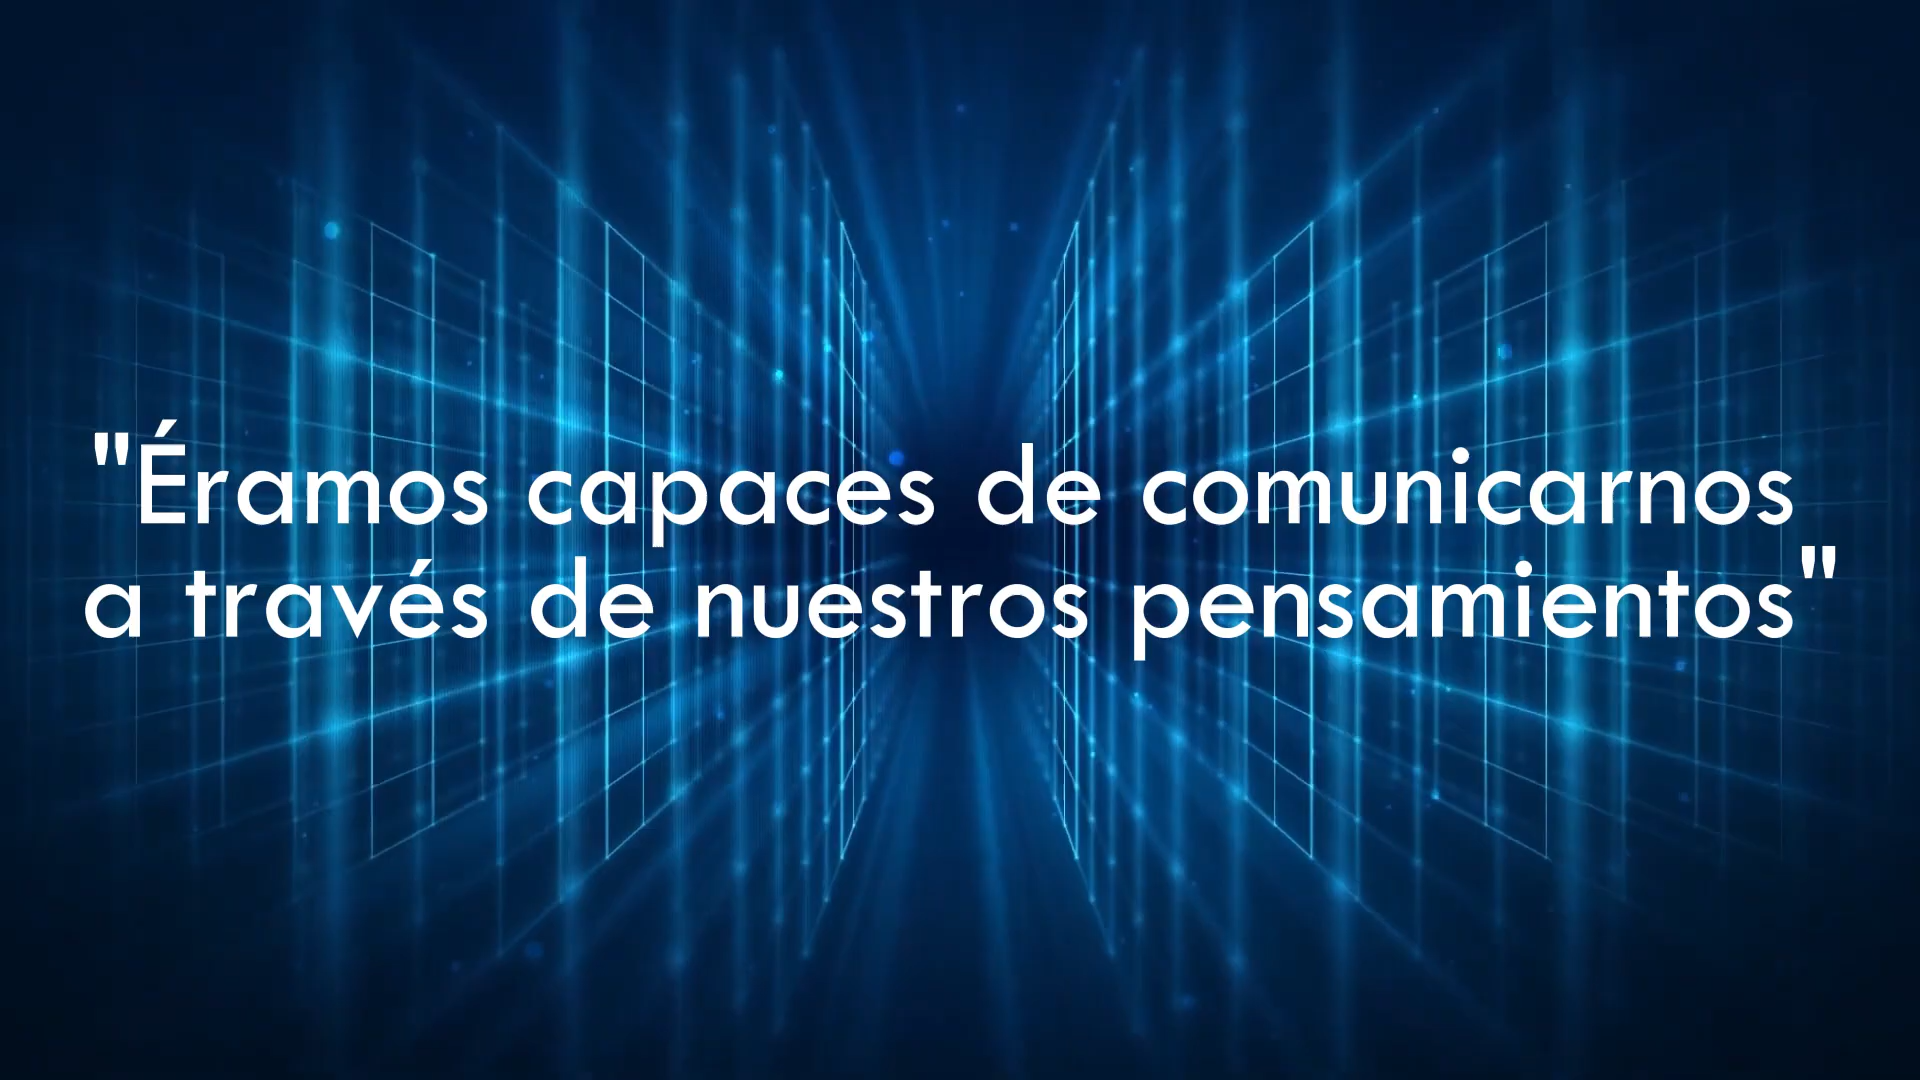 "Éramos capaces de comunicarnos
a través de nuestros pensamientos"